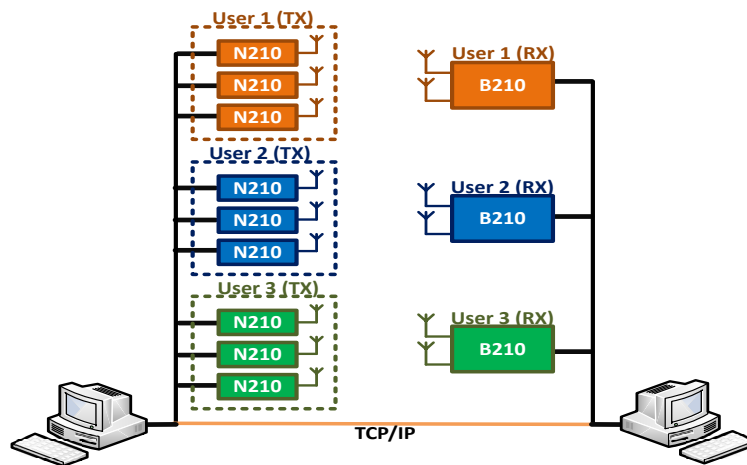 User 1 (TX)
N210
N210
N210
User 2 (TX)
N210
N210
N210
User 3 (TX)
N210
N210
N210
User 1 (RX)
B210
User 2 (RX)
B210
User 3 (RX)
B210
TCP/IP